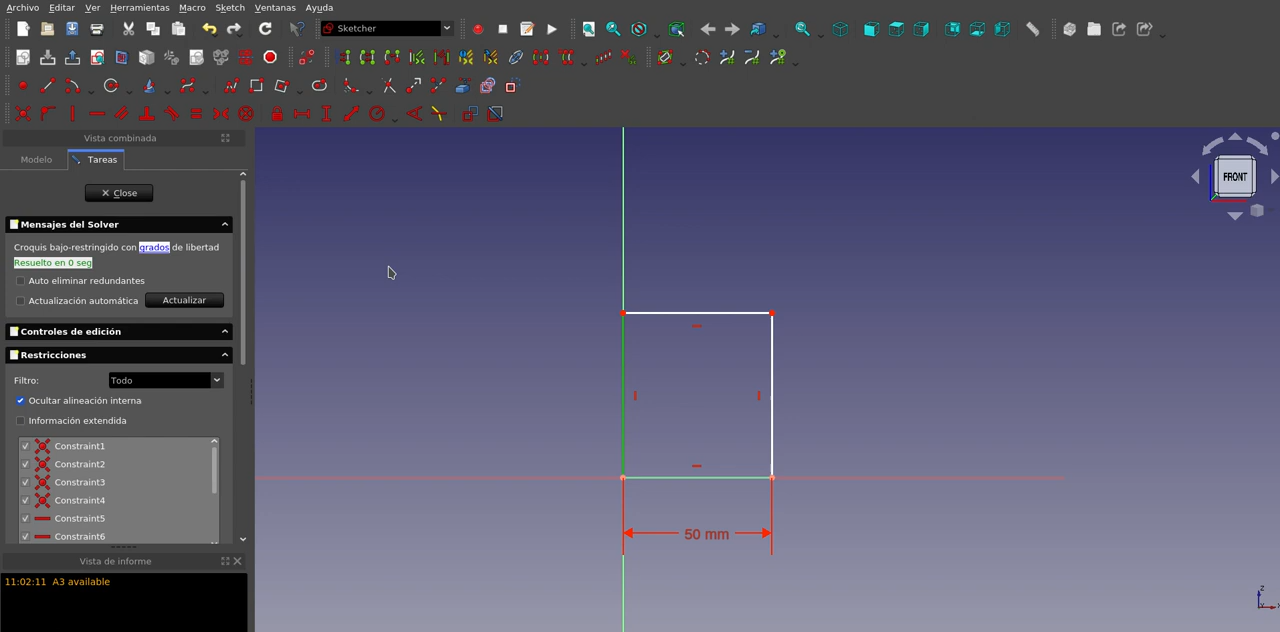 Archivo Editar Ver Herramientas Macro Sketch Ventanas Ayuda
Sketcher
Vista combinada
Modelo Tareas
Close
Mensajes del Solver
Croquis bajo-restringido con grados de libertad
Resuelto en 0 seg
Auto eliminar redundantes
Actualización automática Actualizar
Controles de edición
Restricciones
Filtro: Todo
Ocultar alineación interna
Información extendida
Constraint1
Constraint2
Constraint3
Constraint4
Constraint5
Constraint6
Vista de informe
11:02:11 A3 available
50 mm
FRONT
Z